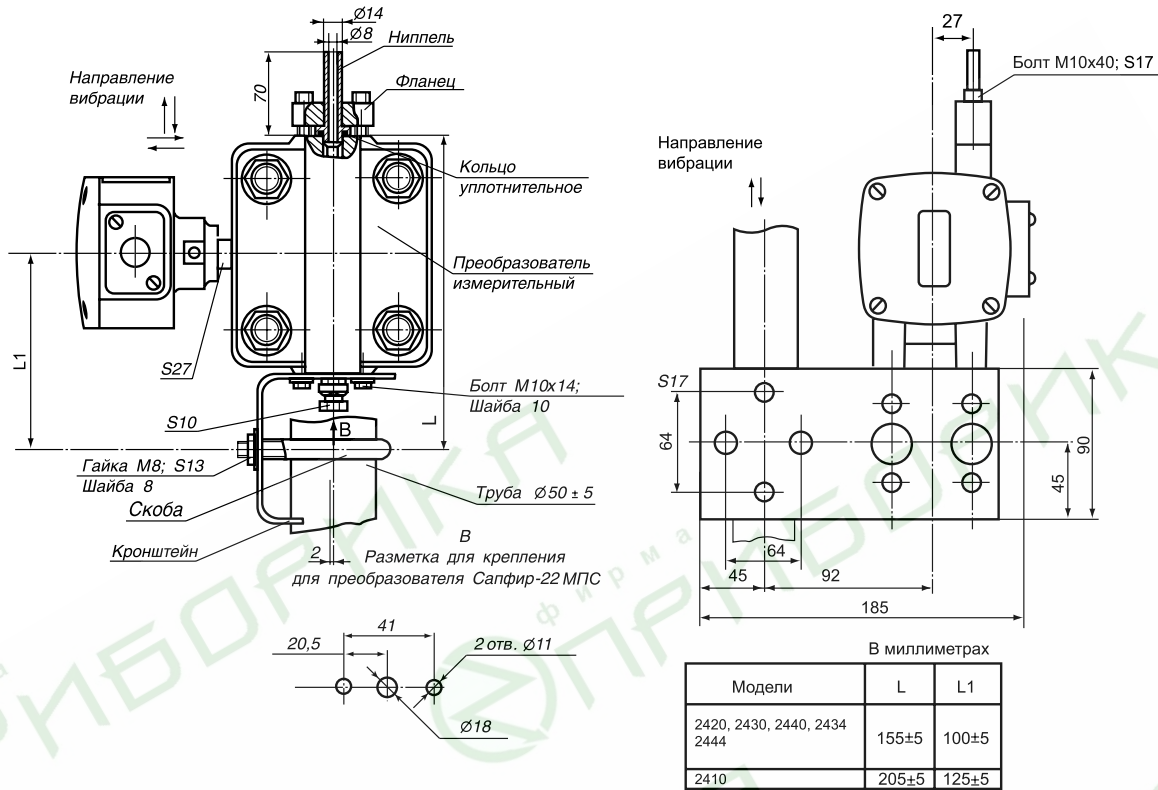 Ø14
Ø8
Ниппель
Фланец
70
Направление
вибрации
Кольцо
уплотнительное
Преобразователь
измерительный
L1
S27
S10
Болт М10х14;
Шайба 10
L
В
Гайка М8; S13
Шайба 8
Скоба
Труба Ø50 ± 5
Кронштейн
2
В
Разметка для крепления
для преобразователя Сапфир-22 МПС
41
20,5
2 отв. Ø11
Ø18
27
Болт М10х40; S17
Направление
вибрации
S17
64
90
45
64
45
92
185
В миллиметрах
Модели L L1
2420, 2430, 2440, 2434
2444
155±5 100±5
2410 205±5 125±5
ПРИБОРИКА
фирма
ПРИБОРИКА